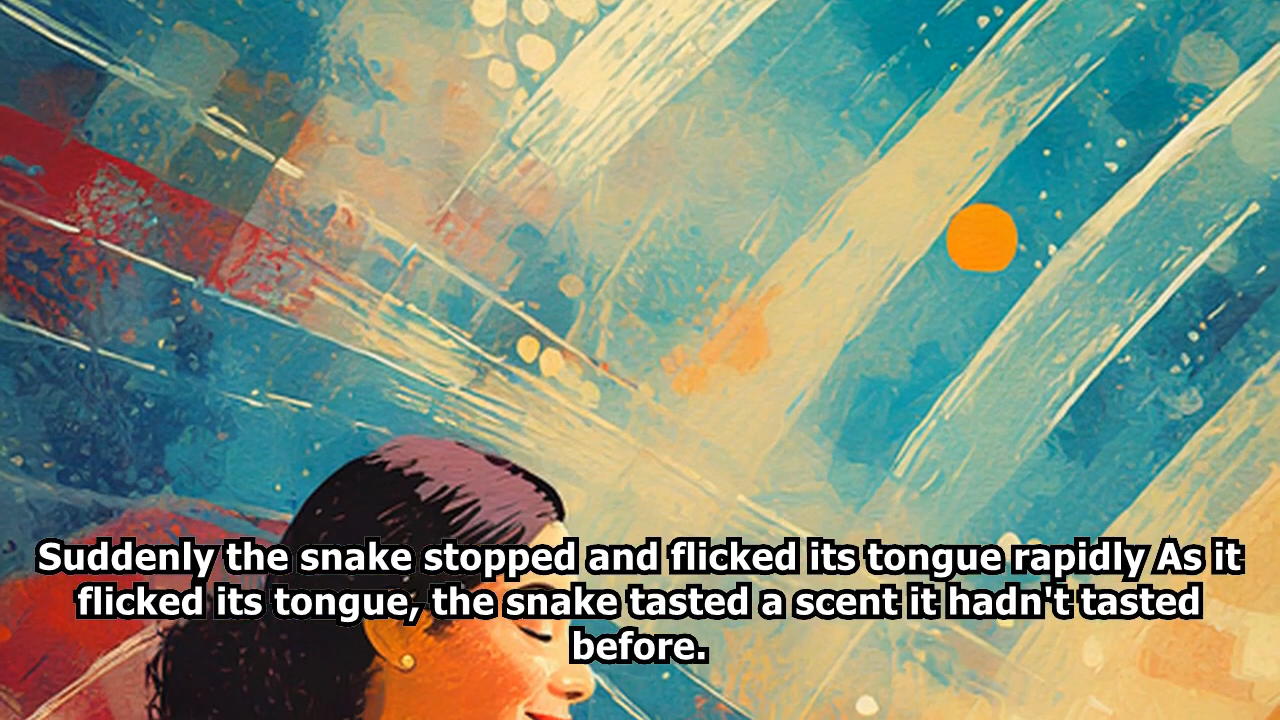 Suddenly the snake stopped and flicked its tongue rapidly As it
flicked its tongue, the snake tasted a scent it hadn't tasted
before.